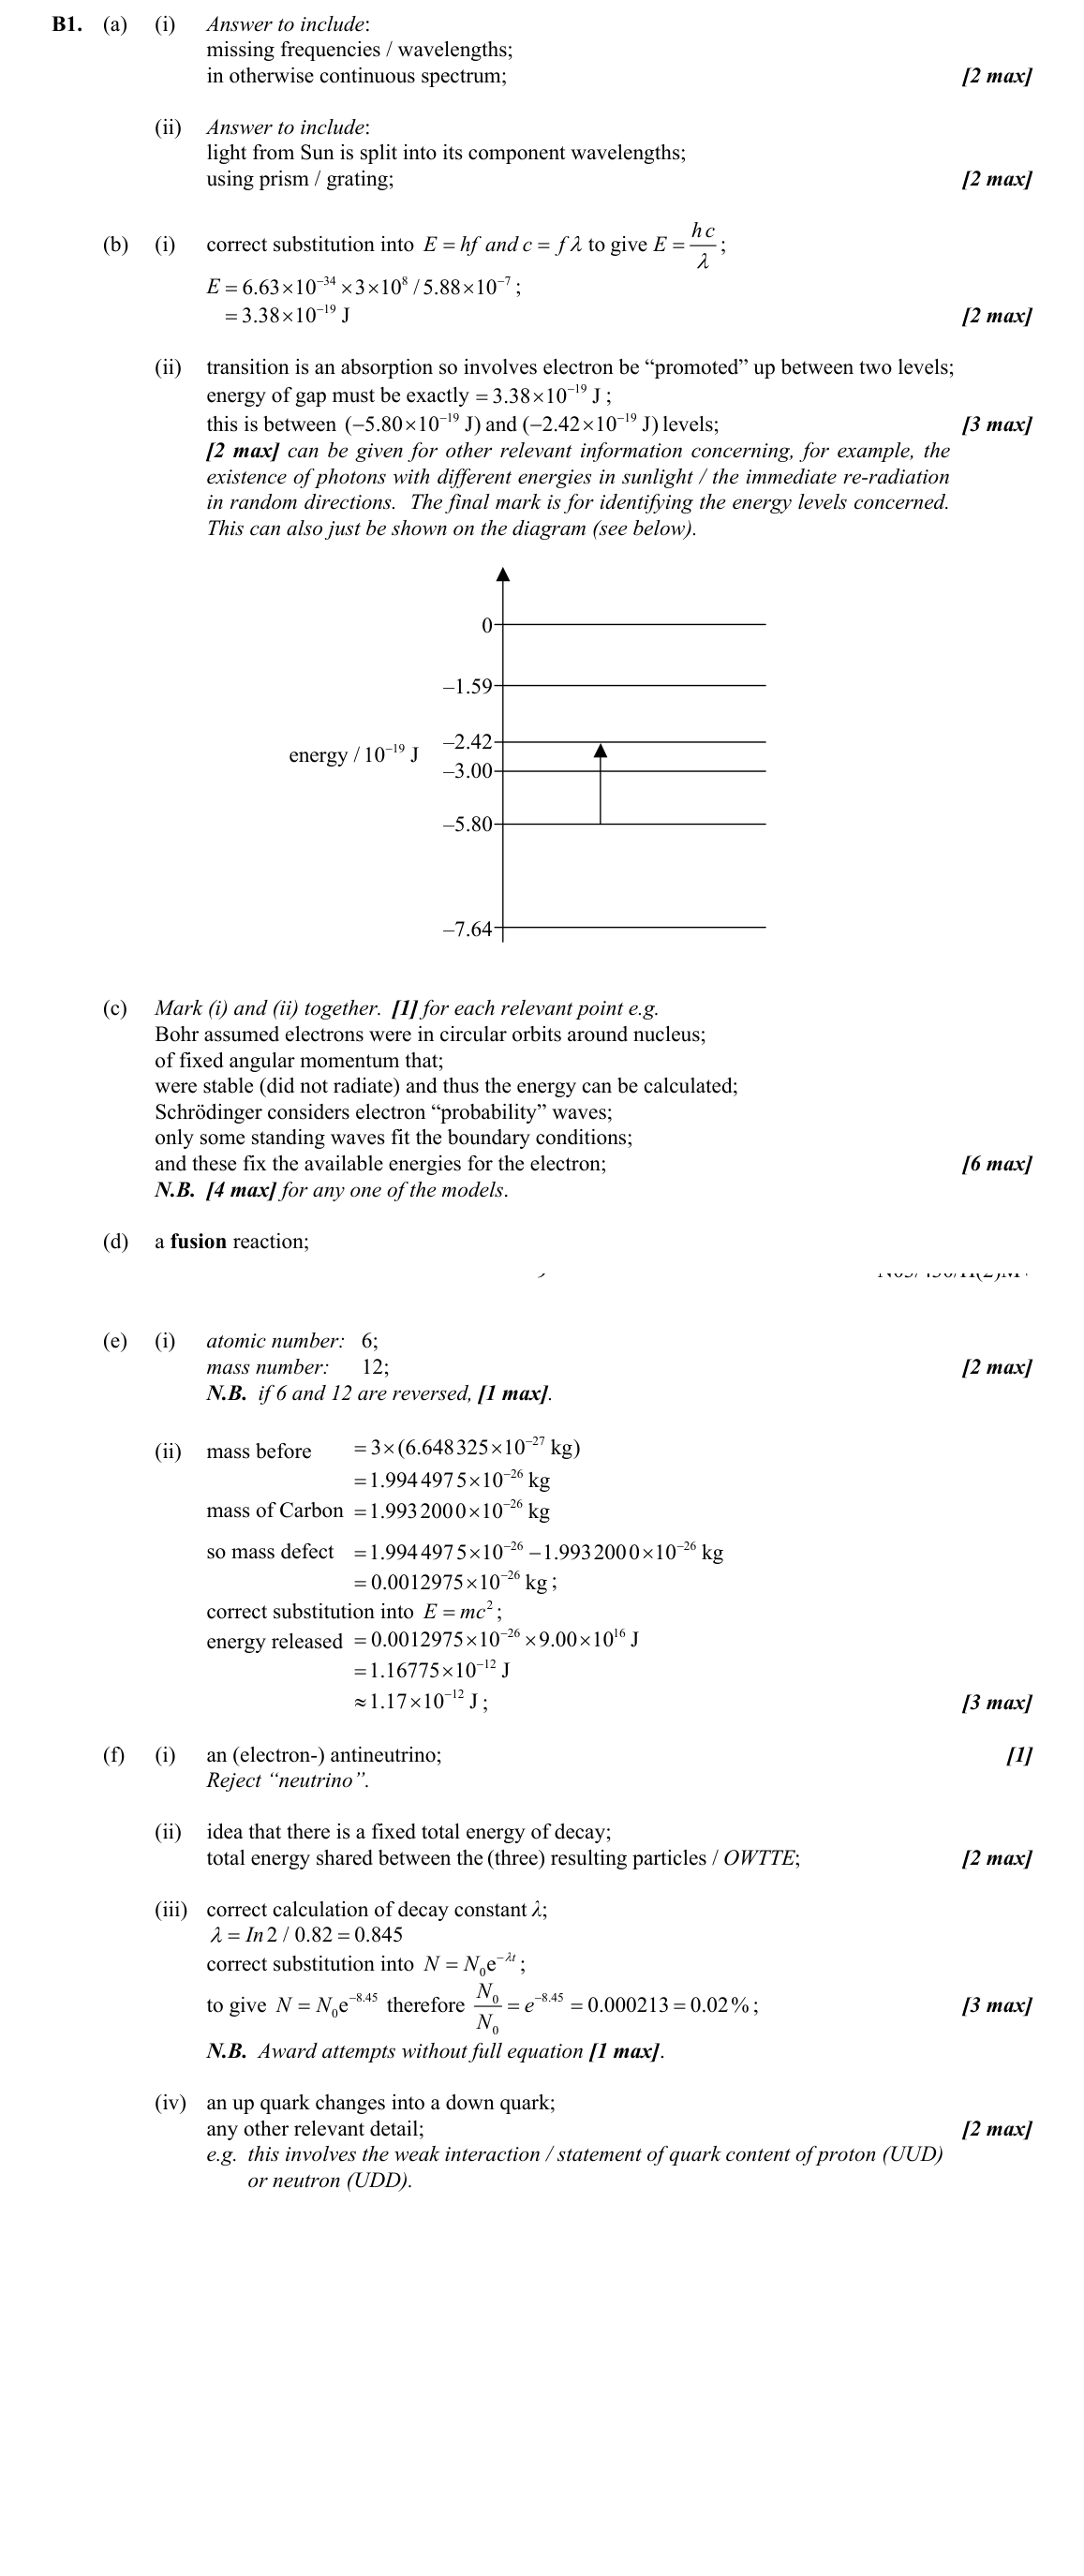 B1. (a) (i) Answer to include:
missing frequencies / wavelengths;
in otherwise continuous spectrum; [2 max]
(ii) Answer to include:
light from Sun is split into its component wavelengths;
using prism / grating; [2 max]
(b) (i) correct substitution into E = hf and c = fλ to give E = hc/λ;
E = 6.63×10⁻³⁴ ×3×10⁸ / 5.88×10⁻⁷ ;
= 3.38×10⁻¹⁹ J [2 max]
(ii) transition is an absorption so involves electron be “promoted” up between two levels;
energy of gap must be exactly = 3.38×10⁻¹⁹ J ;
this is between (−5.80×10⁻¹⁹ J) and (−2.42×10⁻¹⁹ J) levels; [3 max]
[2 max] can be given for other relevant information concerning, for example, the
existence of photons with different energies in sunlight / the immediate re-radiation
in random directions. The final mark is for identifying the energy levels concerned.
This can also just be shown on the diagram (see below).
0
–1.59
–2.42
energy / 10⁻¹⁹ J
–3.00
–5.80
–7.64
(c) Mark (i) and (ii) together. [1] for each relevant point e.g.
Bohr assumed electrons were in circular orbits around nucleus;
of fixed angular momentum that;
were stable (did not radiate) and thus the energy can be calculated;
Schrödinger considers electron “probability” waves;
only some standing waves fit the boundary conditions;
and these fix the available energies for the electron; [6 max]
N.B. [4 max] for any one of the models.
(d) a fusion reaction;
(e) (i) atomic number: 6;
mass number: 12; [2 max]
N.B. if 6 and 12 are reversed, [1 max].
(ii) mass before = 3×(6.648325×10⁻²⁷ kg)
= 1.9944975×10⁻²⁶ kg
mass of Carbon = 1.9932000×10⁻²⁶ kg
so mass defect = 1.9944975×10⁻²⁶ − 1.9932000×10⁻²⁶ kg
= 0.0012975×10⁻²⁶ kg ;
correct substitution into E = mc² ;
energy released = 0.0012975×10⁻²⁶ ×9.00×10¹⁶ J
= 1.16775×10⁻¹² J
≈ 1.17×10⁻¹² J ; [3 max]
(f) (i) an (electron-) antineutrino; [1]
Reject “neutrino”.
(ii) idea that there is a fixed total energy of decay;
total energy shared between the (three) resulting particles / OWTTE; [2 max]
(iii) correct calculation of decay constant λ;
λ = In 2 / 0.82 = 0.845
correct substitution into N = N₀e^(−λt) ;
to give N = N₀e^(−8.45) therefore N₀/N₀ = e^(−8.45) = 0.000213 = 0.02% ; [3 max]
N.B. Award attempts without full equation [1 max].
(iv) an up quark changes into a down quark;
any other relevant detail; [2 max]
e.g. this involves the weak interaction / statement of quark content of proton (UUD)
or neutron (UDD).